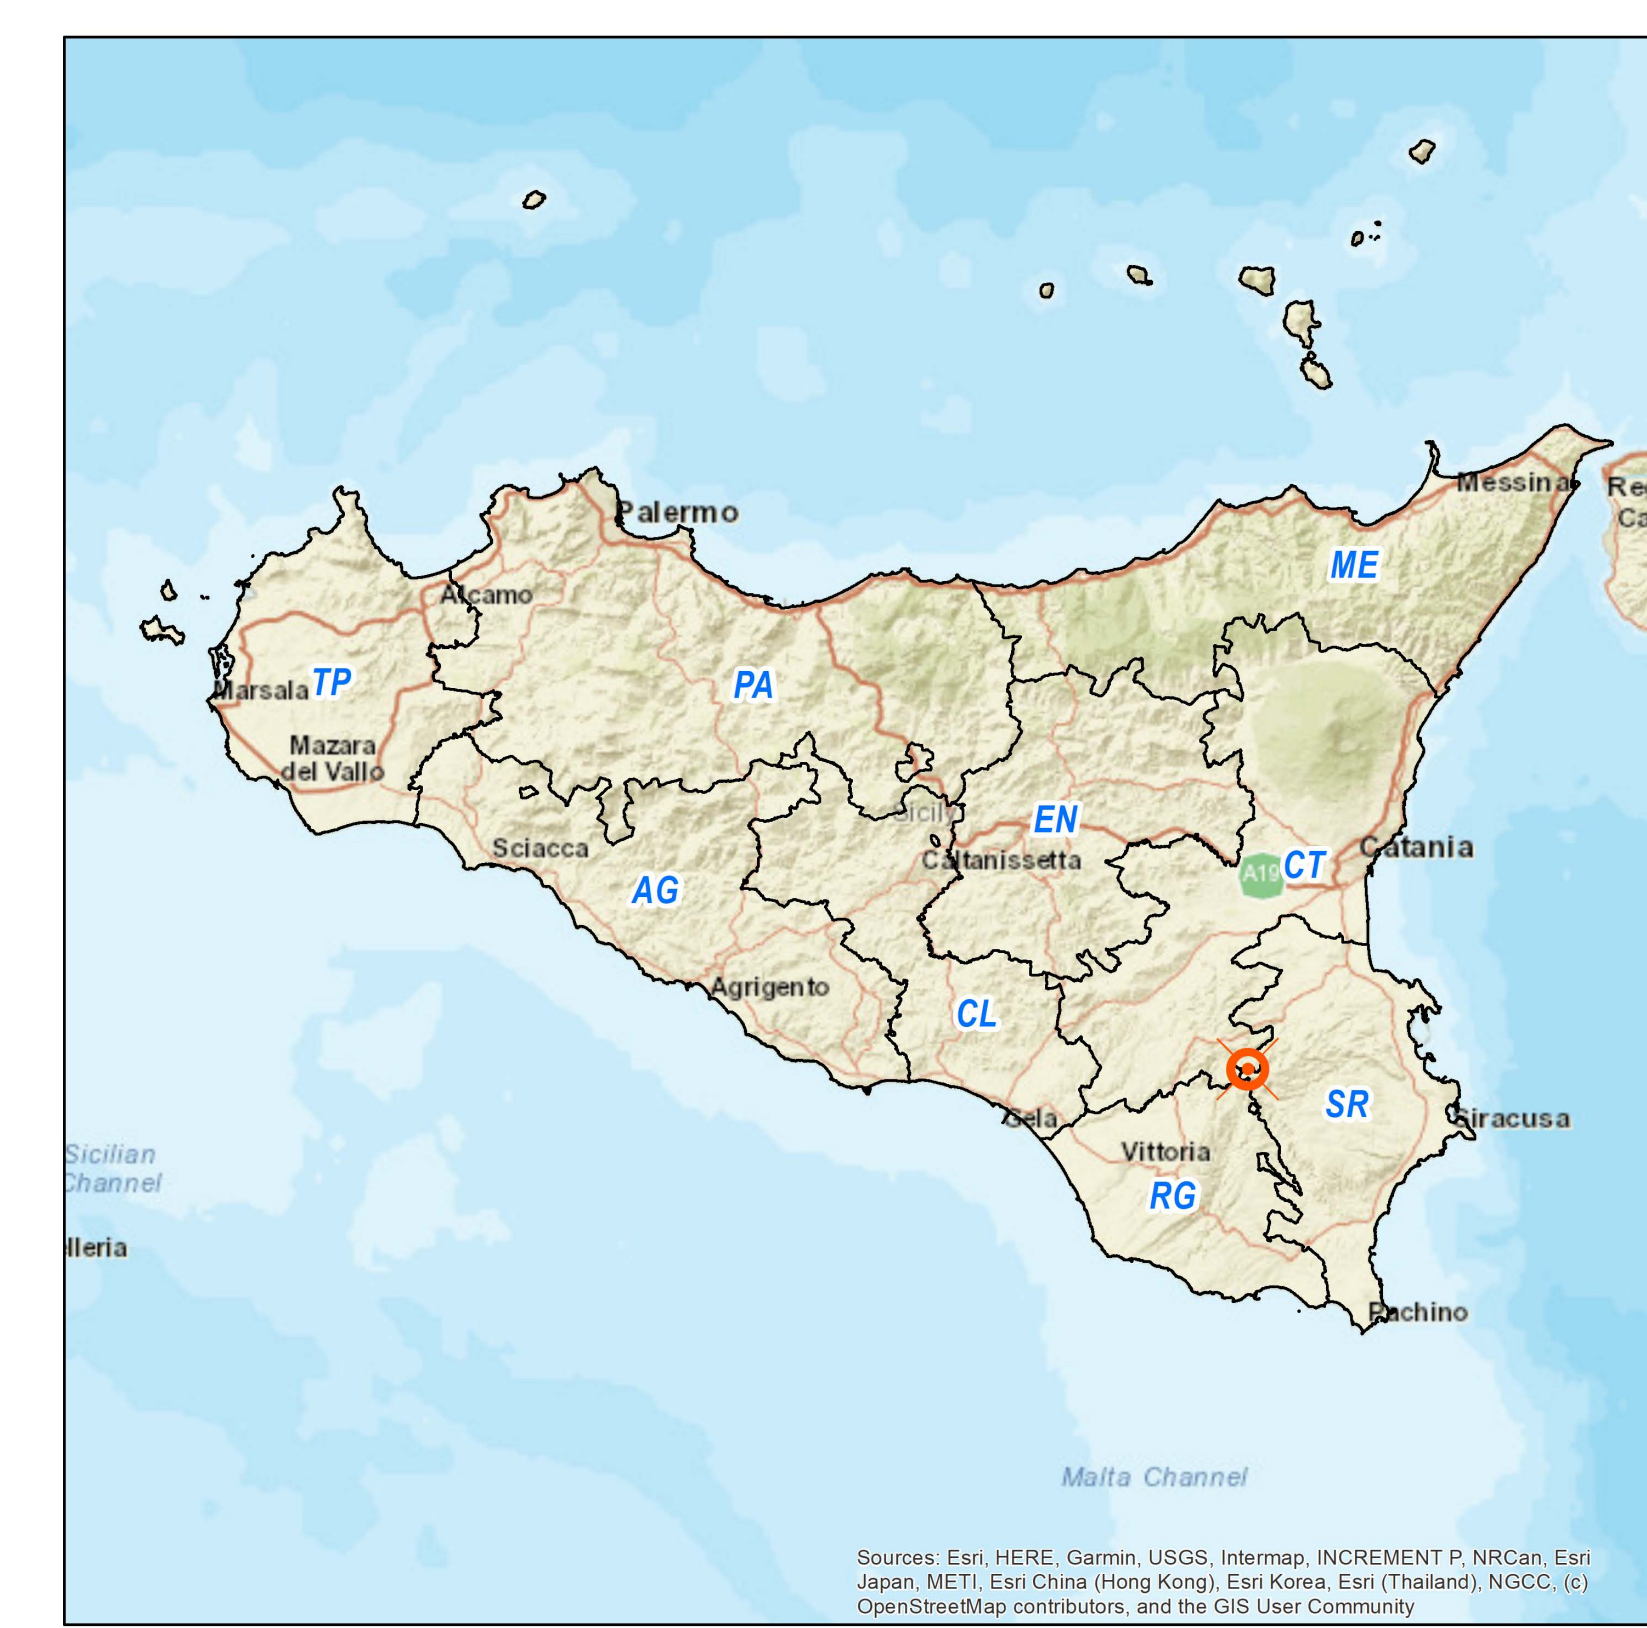 Palermo
Messina
Re
Ca
ME
Alcamo
TP
Marsala
PA
Mazara
del Vallo
Sicily
EN
Sciacca
Caltanissetta
Catania
A19
CT
AG
Agrigento
CL
SR
Gela
Siracusa
Vittoria
Sicilian
Channel
RG
lleria
Pachino
Malta Channel
Sources: Esri, HERE, Garmin, USGS, Intermap, INCREMENT P, NRCan, Esri
Japan, METI, Esri China (Hong Kong), Esri Korea, Esri (Thailand), NGCC, (c)
OpenStreetMap contributors, and the GIS User Community